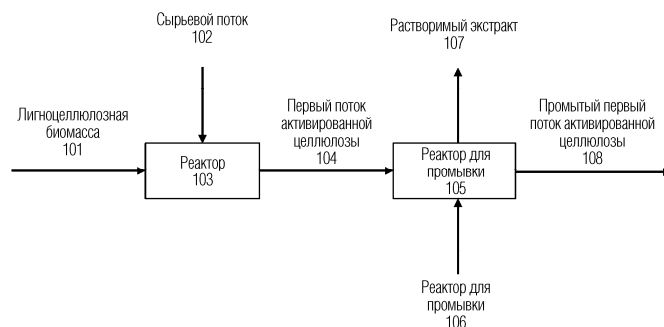 Сырьевой поток
102
Растворимый экстракт
107
Лигноцеллюлозная
биомасса
101
Первый поток
активированной
целлюлозы
104
Промытый первый
поток активированной
целлюлозы
108
Реактор
103
Реактор для
промывки
105
Реактор для
промывки
106